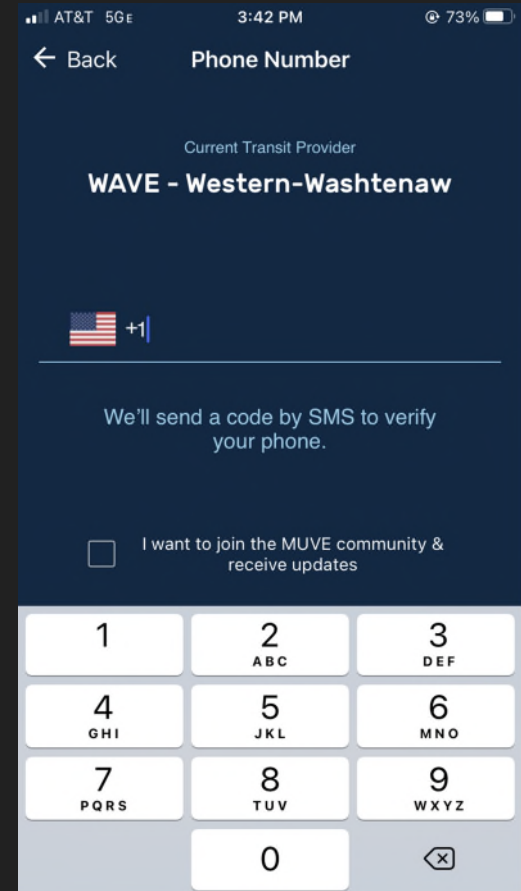 AT&T 5GE 3:42 PM 73%
Back Phone Number
Current Transit Provider
WAVE - Western-Washtenaw
+1
We'll send a code by SMS to verify
your phone.
I want to join the MUVE community &
receive updates
1 2 3
ABC DEF
4 5 6
GHI JKL MNO
7 8 9
PQRS TUV WXYZ
0